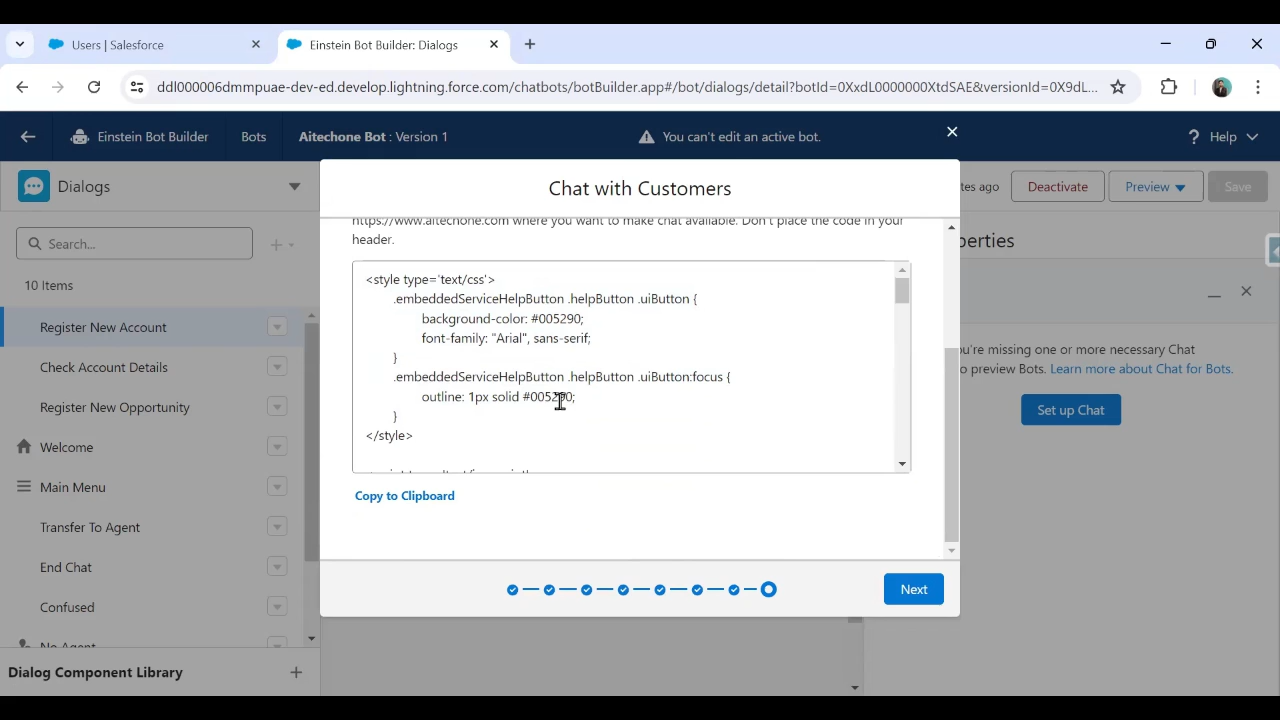 Users | Salesforce
Einstein Bot Builder: Dialogs
ddl000006dmmpuae-dev-ed.develop.lightning.force.com/chatbots/botBuilder.app#/bot/dialogs/detail?botId=0XxdL0000000XtdSAE&versionId=0X9dL...
Einstein Bot Builder
Bots
Aitechone Bot : Version 1
You can't edit an active bot.
? Help
Dialogs
Chat with Customers
tes ago
Deactivate
Preview
Save
https://www.aitechone.com where you want to make chat available. Don't place the code in your
header.
Search...
perties
10 Items
<style type='text/css'>
.embeddedServiceHelpButton .helpButton .uiButton {
background-color: #005290;
font-family: "Arial", sans-serif;
}
.embeddedServiceHelpButton .helpButton .uiButton:focus {
outline: 1px solid #005290;
}
</style>
Copy to Clipboard
Next
Register New Account
Check Account Details
Register New Opportunity
Welcome
Main Menu
Transfer To Agent
End Chat
Confused
No Agent
Dialog Component Library
u're missing one or more necessary Chat
o preview Bots. Learn more about Chat for Bots.
Set up Chat